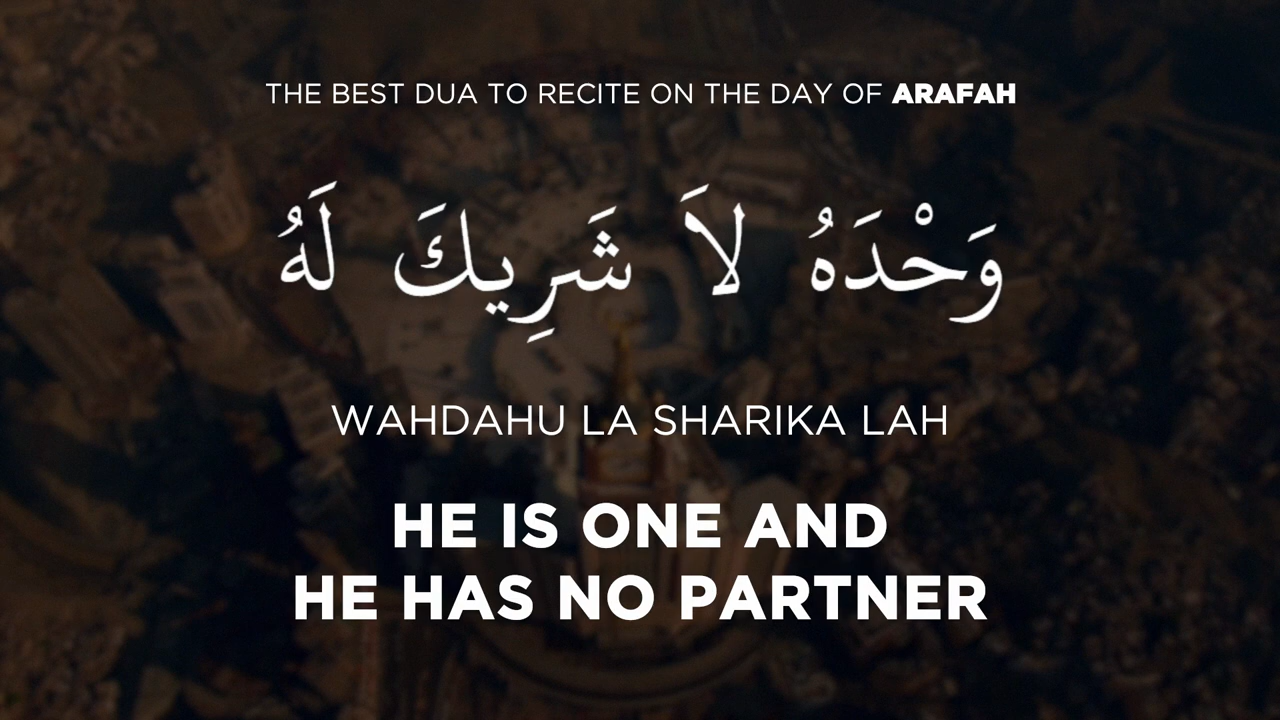 THE BEST DUA TO RECITE ON THE DAY OF ARAFAH
وَحْدَهُ لاَ شَرِيكَ لَهُ
WAHDAHU LA SHARIKA LAH
HE IS ONE AND
HE HAS NO PARTNER